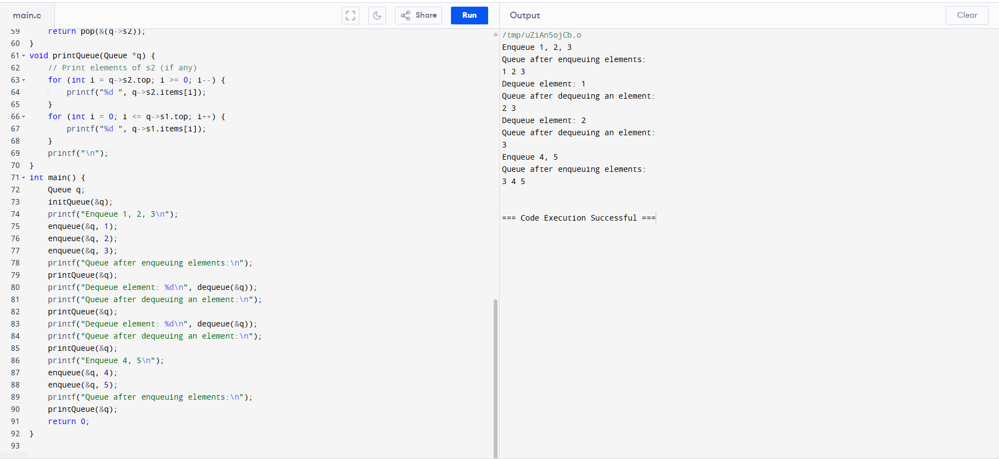 main.c
Share
Run
Output
Clear
59 return pop(&(q->s2));
60 }
61 void printQueue(Queue *q) {
62 // Print elements of s2 (if any)
63 for (int i = q->s2.top; i >= 0; i--) {
64 printf("%d ", q->s2.items[i]);
65 }
66 for (int i = 0; i <= q->s1.top; i++) {
67 printf("%d ", q->s1.items[i]);
68 }
69 printf("\n");
70 }
71 int main() {
72 Queue q;
73 initQueue(&q);
74 printf("Enqueue 1, 2, 3\n");
75 enqueue(&q, 1);
76 enqueue(&q, 2);
77 enqueue(&q, 3);
78 printf("Queue after enqueuing elements:\n");
79 printQueue(&q);
80 printf("Dequeue element: %d\n", dequeue(&q));
81 printf("Queue after dequeuing an element:\n");
82 printQueue(&q);
83 printf("Dequeue element: %d\n", dequeue(&q));
84 printf("Queue after dequeuing an element:\n");
85 printQueue(&q);
86 printf("Enqueue 4, 5\n");
87 enqueue(&q, 4);
88 enqueue(&q, 5);
89 printf("Queue after enqueuing elements:\n");
90 printQueue(&q);
91 return 0;
92 }
93
/tmp/uZiAn5ojCb.o
Enqueue 1, 2, 3
Queue after enqueuing elements:
1 2 3
Dequeue element: 1
Queue after dequeuing an element:
2 3
Dequeue element: 2
Queue after dequeuing an element:
3
Enqueue 4, 5
Queue after enqueuing elements:
3 4 5
=== Code Execution Successful ===